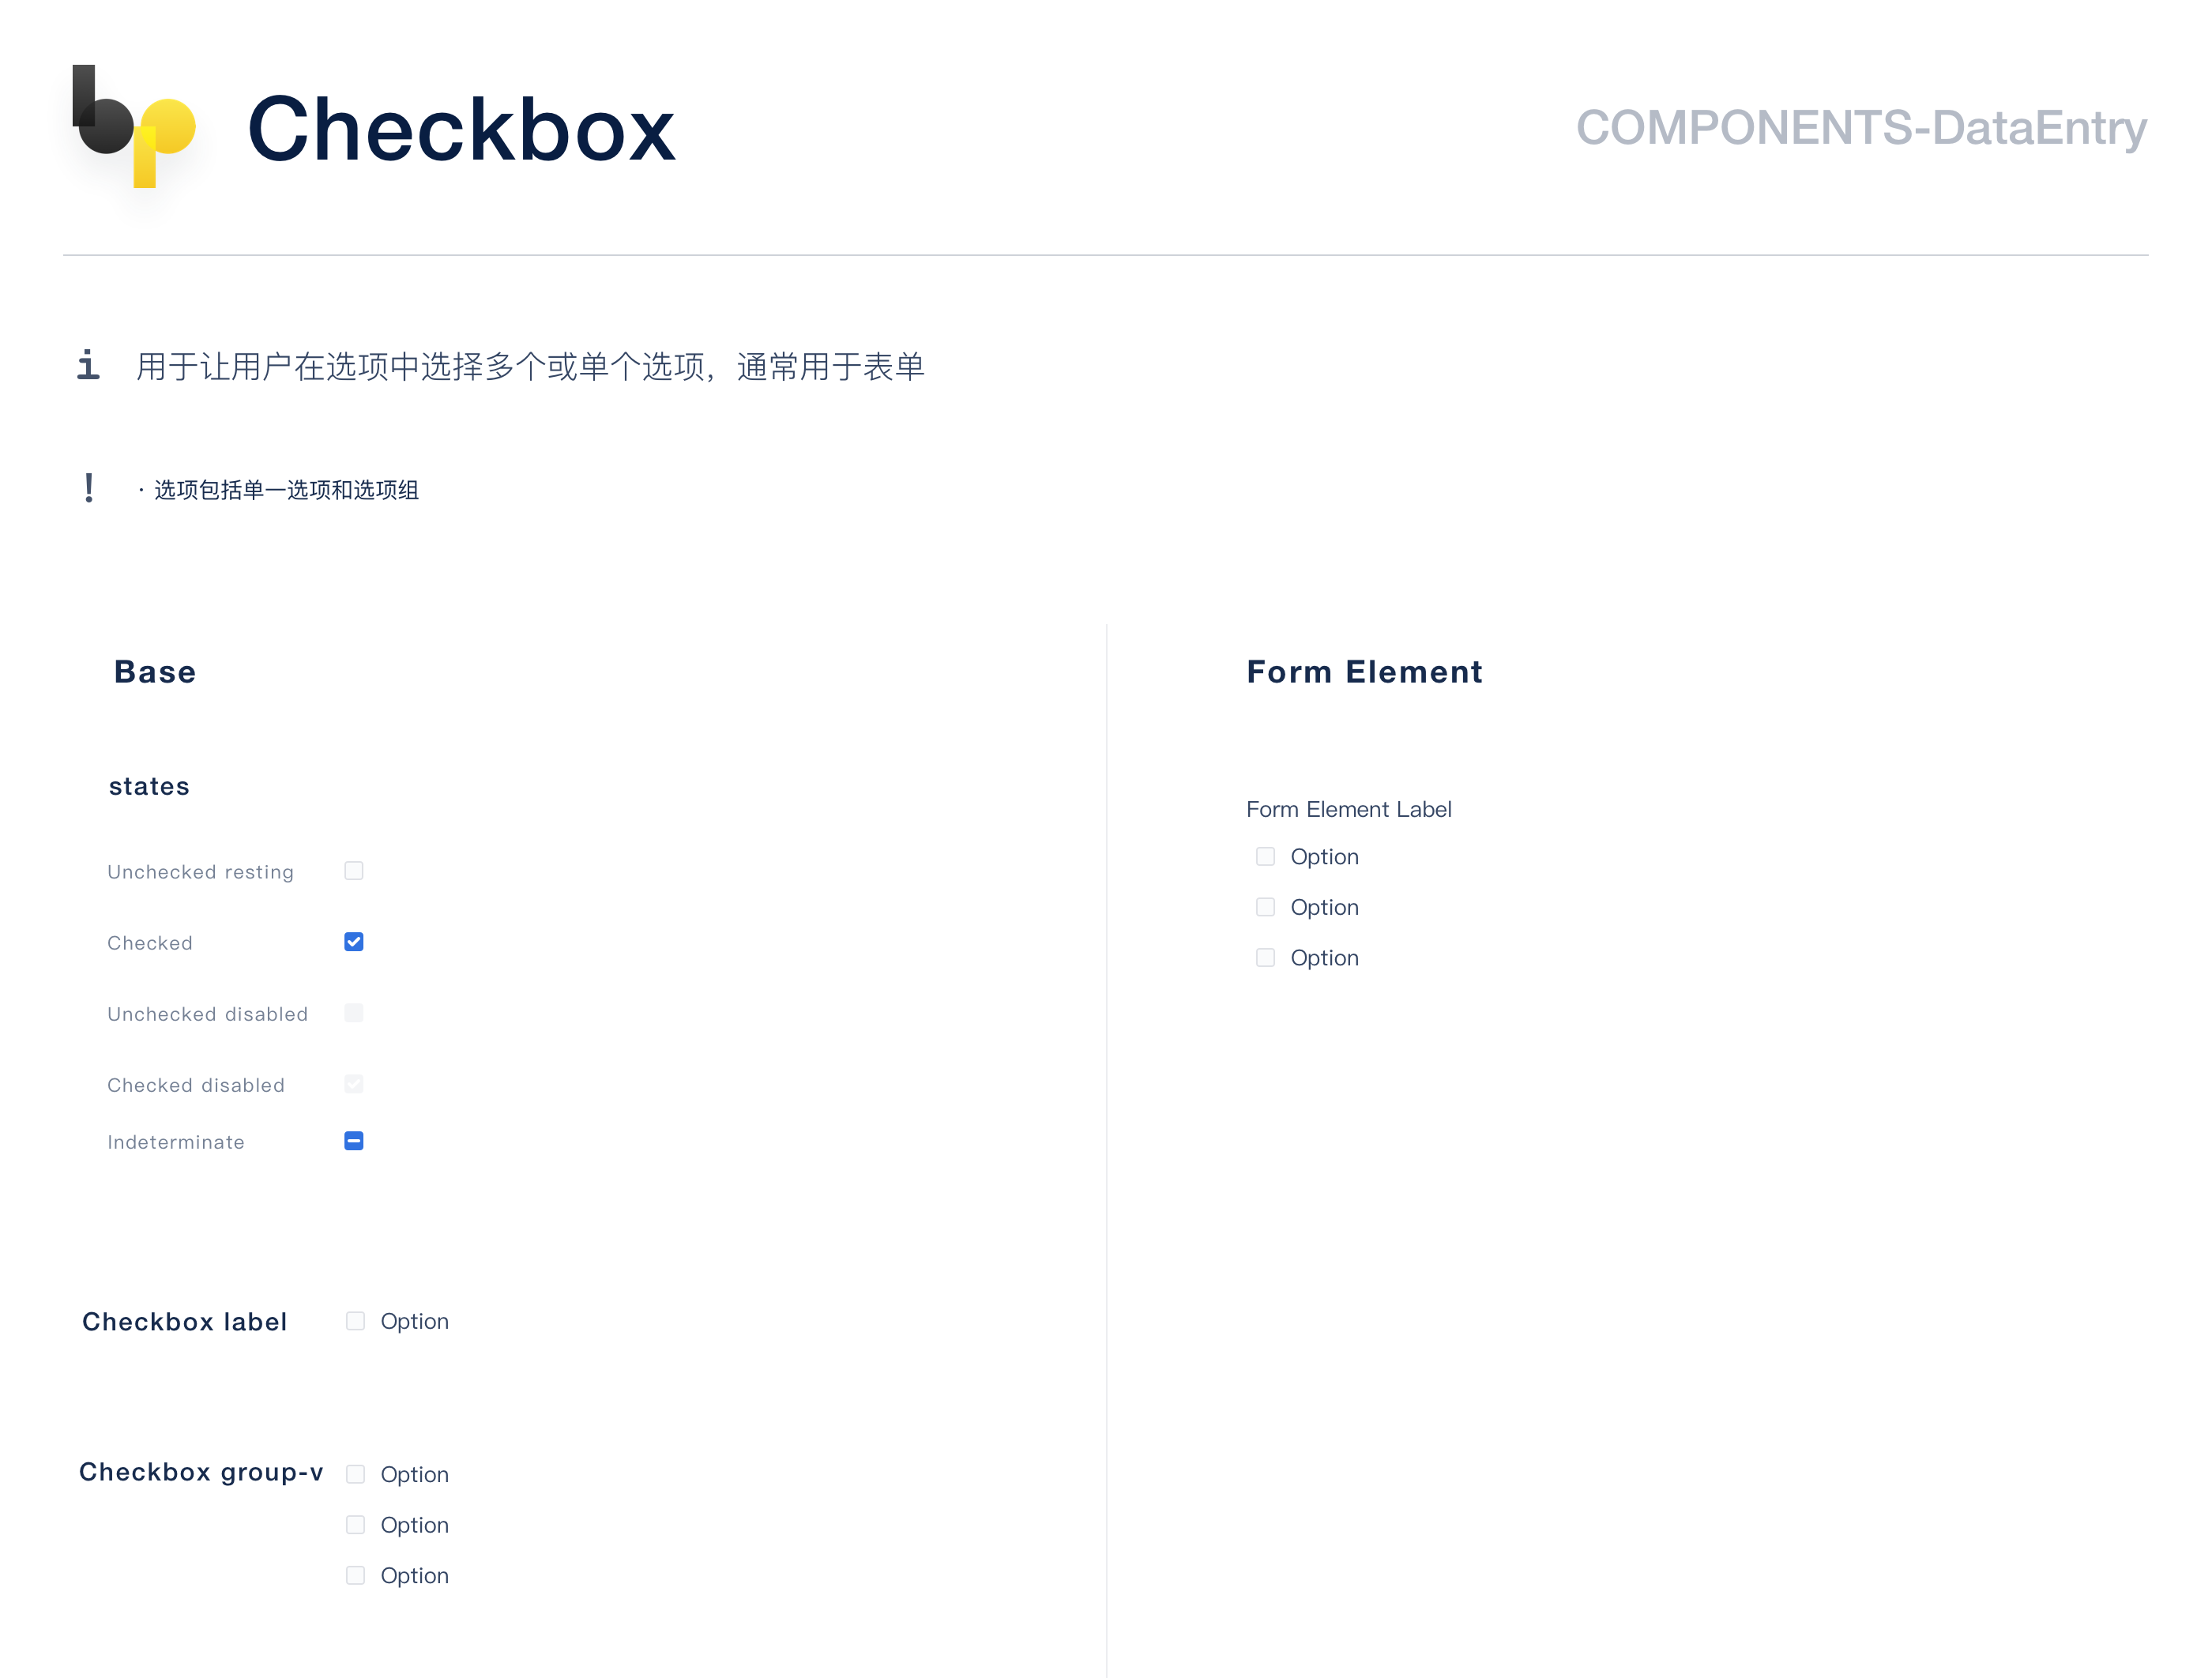 bp
Checkbox
COMPONENTS-DataEntry
i 用于让用户在选项中选择多个或单个选项，通常用于表单
! · 选项包括单一选项和选项组
Base
states
Unchecked resting
Checked
Unchecked disabled
Checked disabled
Indeterminate
Checkbox label Option
Checkbox group-v Option
Option
Option
Form Element
Form Element Label
Option
Option
Option